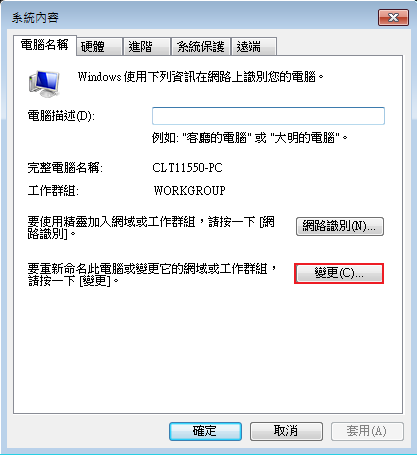 系統內容
電腦名稱 硬體 進階 系統保護 遠端
Windows 使用下列資訊在網路上識別您的電腦。
電腦描述(D):
例如: "客廳的電腦" 或 "大明的電腦"。
完整電腦名稱: CLT11550-PC
工作群組: WORKGROUP
要使用精靈加入網域或工作群組，請按一下 [網
路識別]。
網路識別(N)...
要重新命名此電腦或變更它的網域或工作群組，
請按一下 [變更]。
變更(C)...
確定 取消 套用(A)